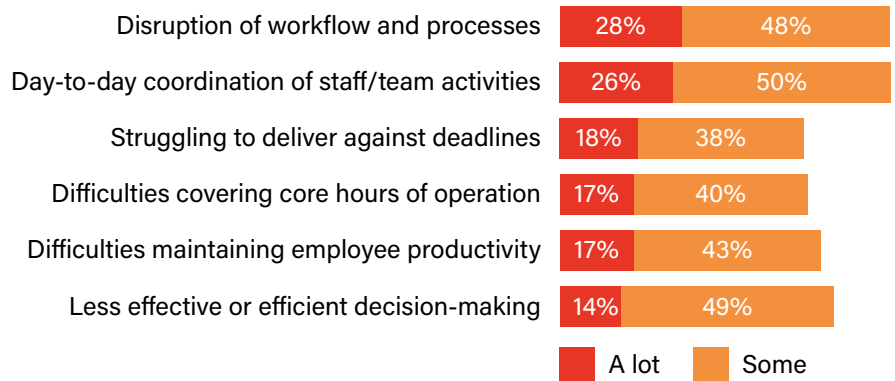 Disruption of workflow and processes 28% 48%
Day-to-day coordination of staff/team activities 26% 50%
Struggling to deliver against deadlines 18% 38%
Difficulties covering core hours of operation 17% 40%
Difficulties maintaining employee productivity 17% 43%
Less effective or efficient decision-making 14% 49%
A lot Some